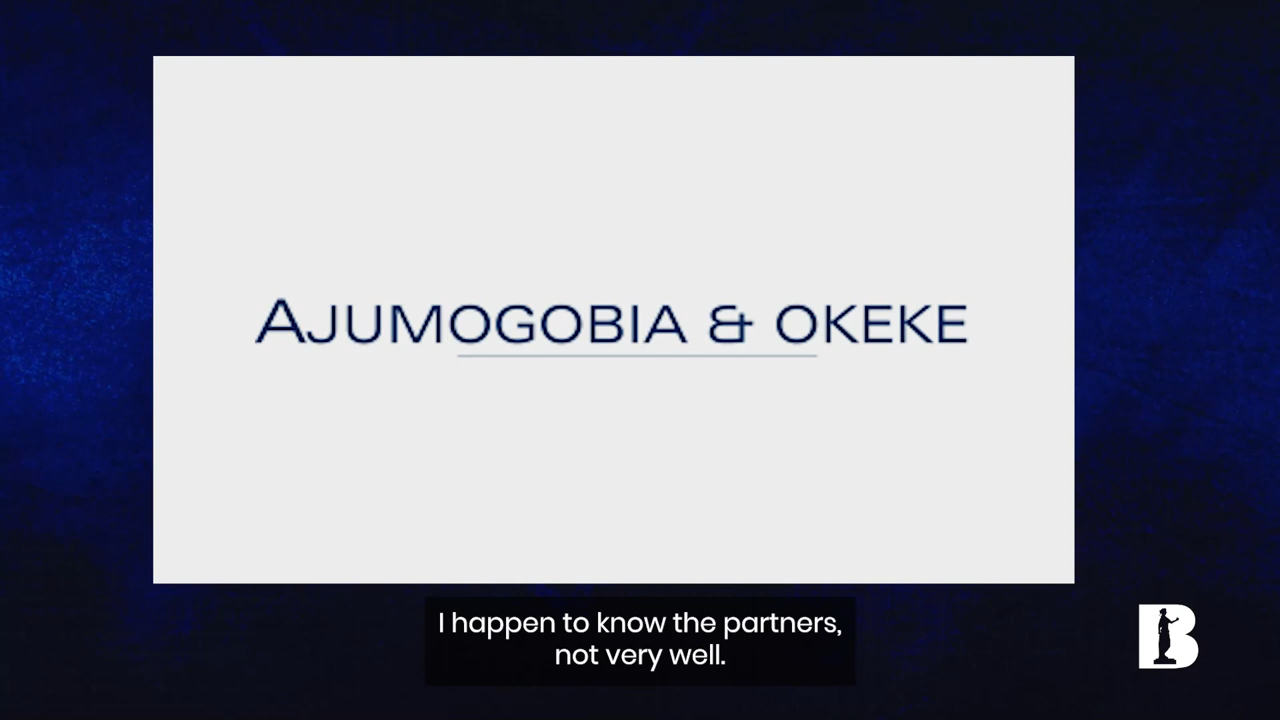 AJUMOGOBIA & OKEKE
I happen to know the partners,
not very well.
B